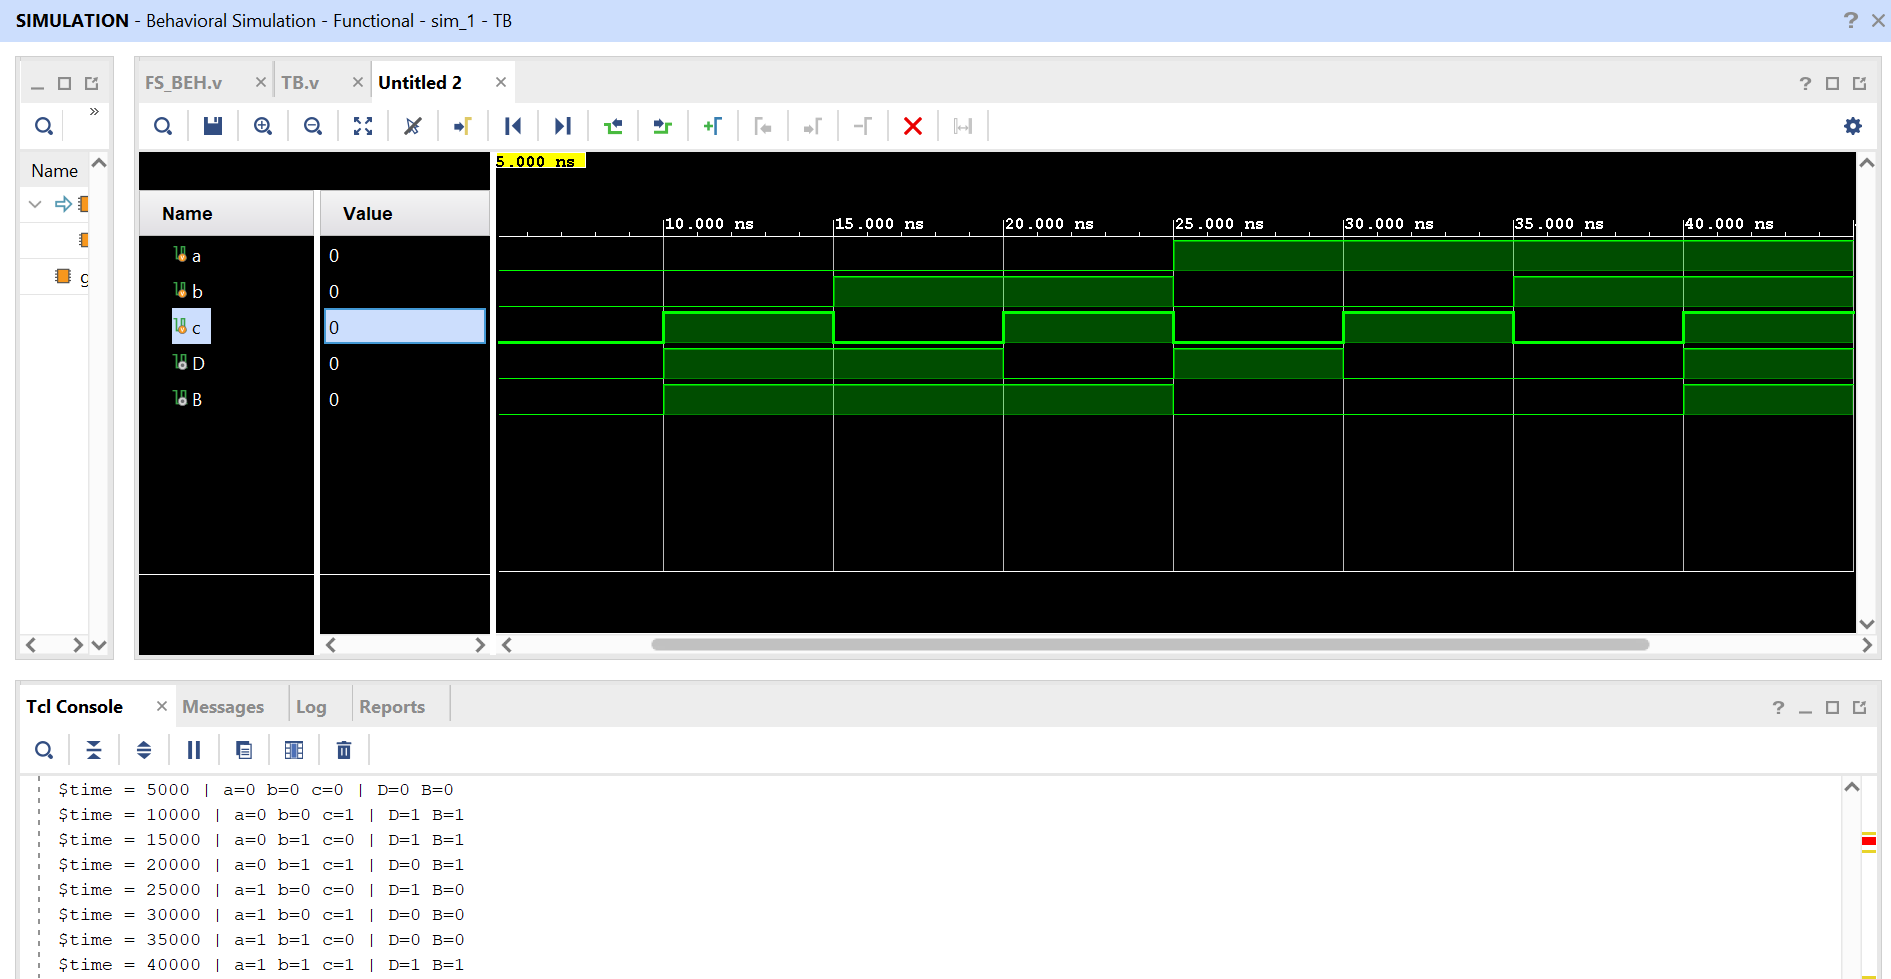 SIMULATION - Behavioral Simulation - Functional - sim_1 - TB
FS_BEH.v
TB.v
Untitled 2
Name
g
5.000 ns
Name Value
10.000 ns 15.000 ns 20.000 ns 25.000 ns 30.000 ns 35.000 ns 40.000 ns
a 0
b 0
c 0
D 0
B 0
Tcl Console Messages Log Reports
$time = 5000 | a=0 b=0 c=0 | D=0 B=0
$time = 10000 | a=0 b=0 c=1 | D=1 B=1
$time = 15000 | a=0 b=1 c=0 | D=1 B=1
$time = 20000 | a=0 b=1 c=1 | D=0 B=1
$time = 25000 | a=1 b=0 c=0 | D=1 B=0
$time = 30000 | a=1 b=0 c=1 | D=0 B=0
$time = 35000 | a=1 b=1 c=0 | D=0 B=0
$time = 40000 | a=1 b=1 c=1 | D=1 B=1